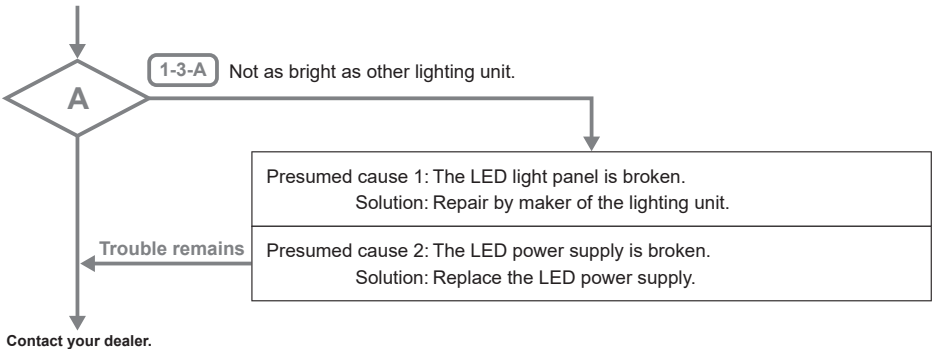 1-3-A Not as bright as other lighting unit.
A
Presumed cause 1: The LED light panel is broken.
Solution: Repair by maker of the lighting unit.
Trouble remains
Presumed cause 2: The LED power supply is broken.
Solution: Replace the LED power supply.
Contact your dealer.